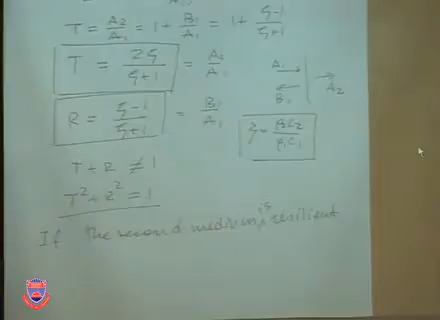 T = A₂/A₁ = 1 + B₁/A₁ = 1 + ζ-1/ζ+1
T = 2ζ/ζ+1 = A₂/A₁
A₁ A₂
B₁
R = ζ-1/ζ+1 = B₁/A₁
ζ = ρ₂c₂/ρ₁c₁
T + R ≠ 1
T² + R² = 1
If the second medium is resilient